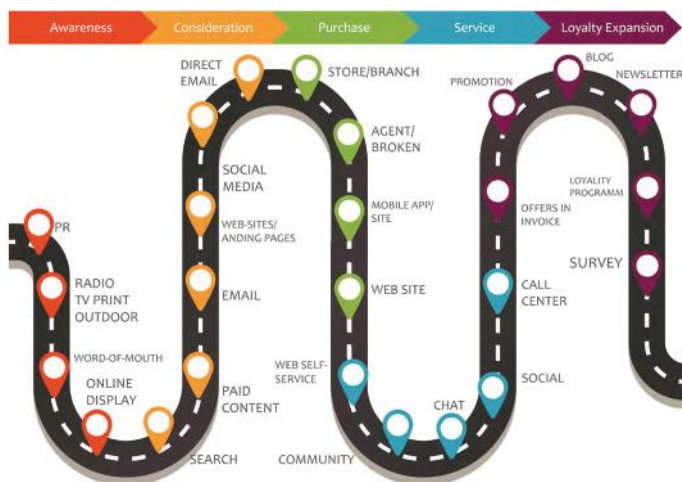 Awareness
Consideration
Purchase
Service
Loyalty Expansion
PR
RADIO
TV PRINT
OUTDOOR
WORD-OF-MOUTH
ONLINE
DISPLAY
SEARCH
PAID
CONTENT
EMAIL
WEB-SITES/
ANDING PAGES
SOCIAL
MEDIA
DIRECT
EMAIL
STORE/BRANCH
AGENT/
BROKEN
MOBILE APP/
SITE
WEB SITE
WEB SELF-
SERVICE
COMMUNITY
CHAT
SOCIAL
CALL
CENTER
OFFERS IN
INVOICE
PROMOTION
BLOG
NEWSLETTER
LOYALITY
PROGRAMM
SURVEY